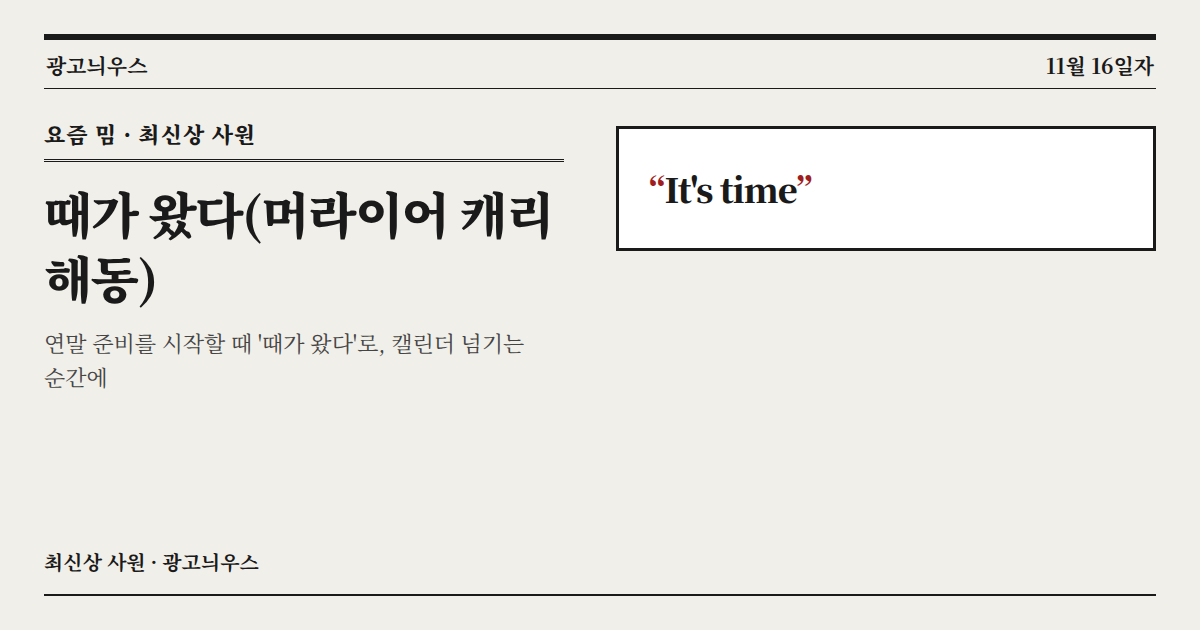 광고늬우스
11월 16일자
요즘 밈 · 최신상 사원
때가 왔다(머라이어 캐리
해동)
연말 준비를 시작할 때 '때가 왔다'로, 캘린더 넘기는
순간에
“It's time”
최신상 사원 · 광고늬우스